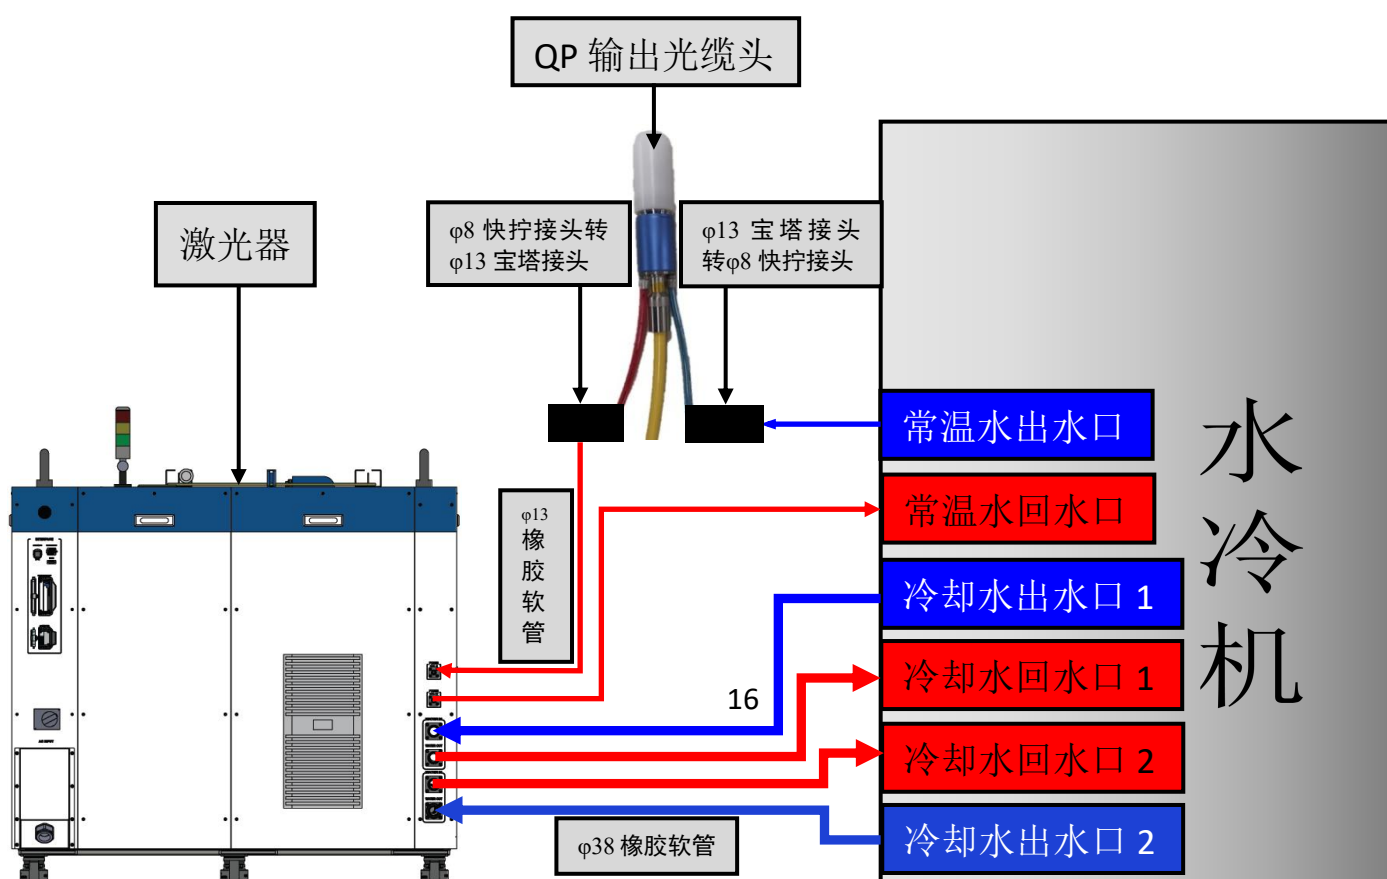 QP 输出光缆头
激光器
φ8 快拧接头转
φ13 宝塔接头
φ13 宝塔接头
转φ8 快拧接头
常温水出水口
常温水回水口
冷却水出水口 1
冷却水回水口 1
冷却水回水口 2
冷却水出水口 2
水
冷
机
φ13
橡
胶
软
管
16
φ38 橡胶软管
AC INPUT